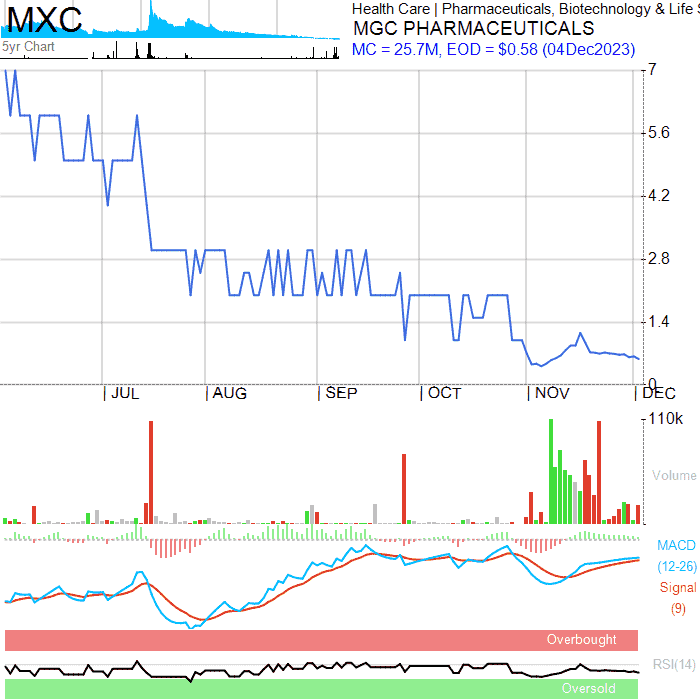 MXC
5yr Chart
Health Care | Pharmaceuticals, Biotechnology & Life
MGC PHARMACEUTICALS
MC = 25.7M, EOD = $0.58 (04Dec2023)
7
5.6
4.2
2.8
1.4
0
| JUL | AUG | SEP | OCT | NOV | DEC
110k
Volume
MACD
(12-26)
Signal
(9)
Overbought
RSI(14)
Oversold